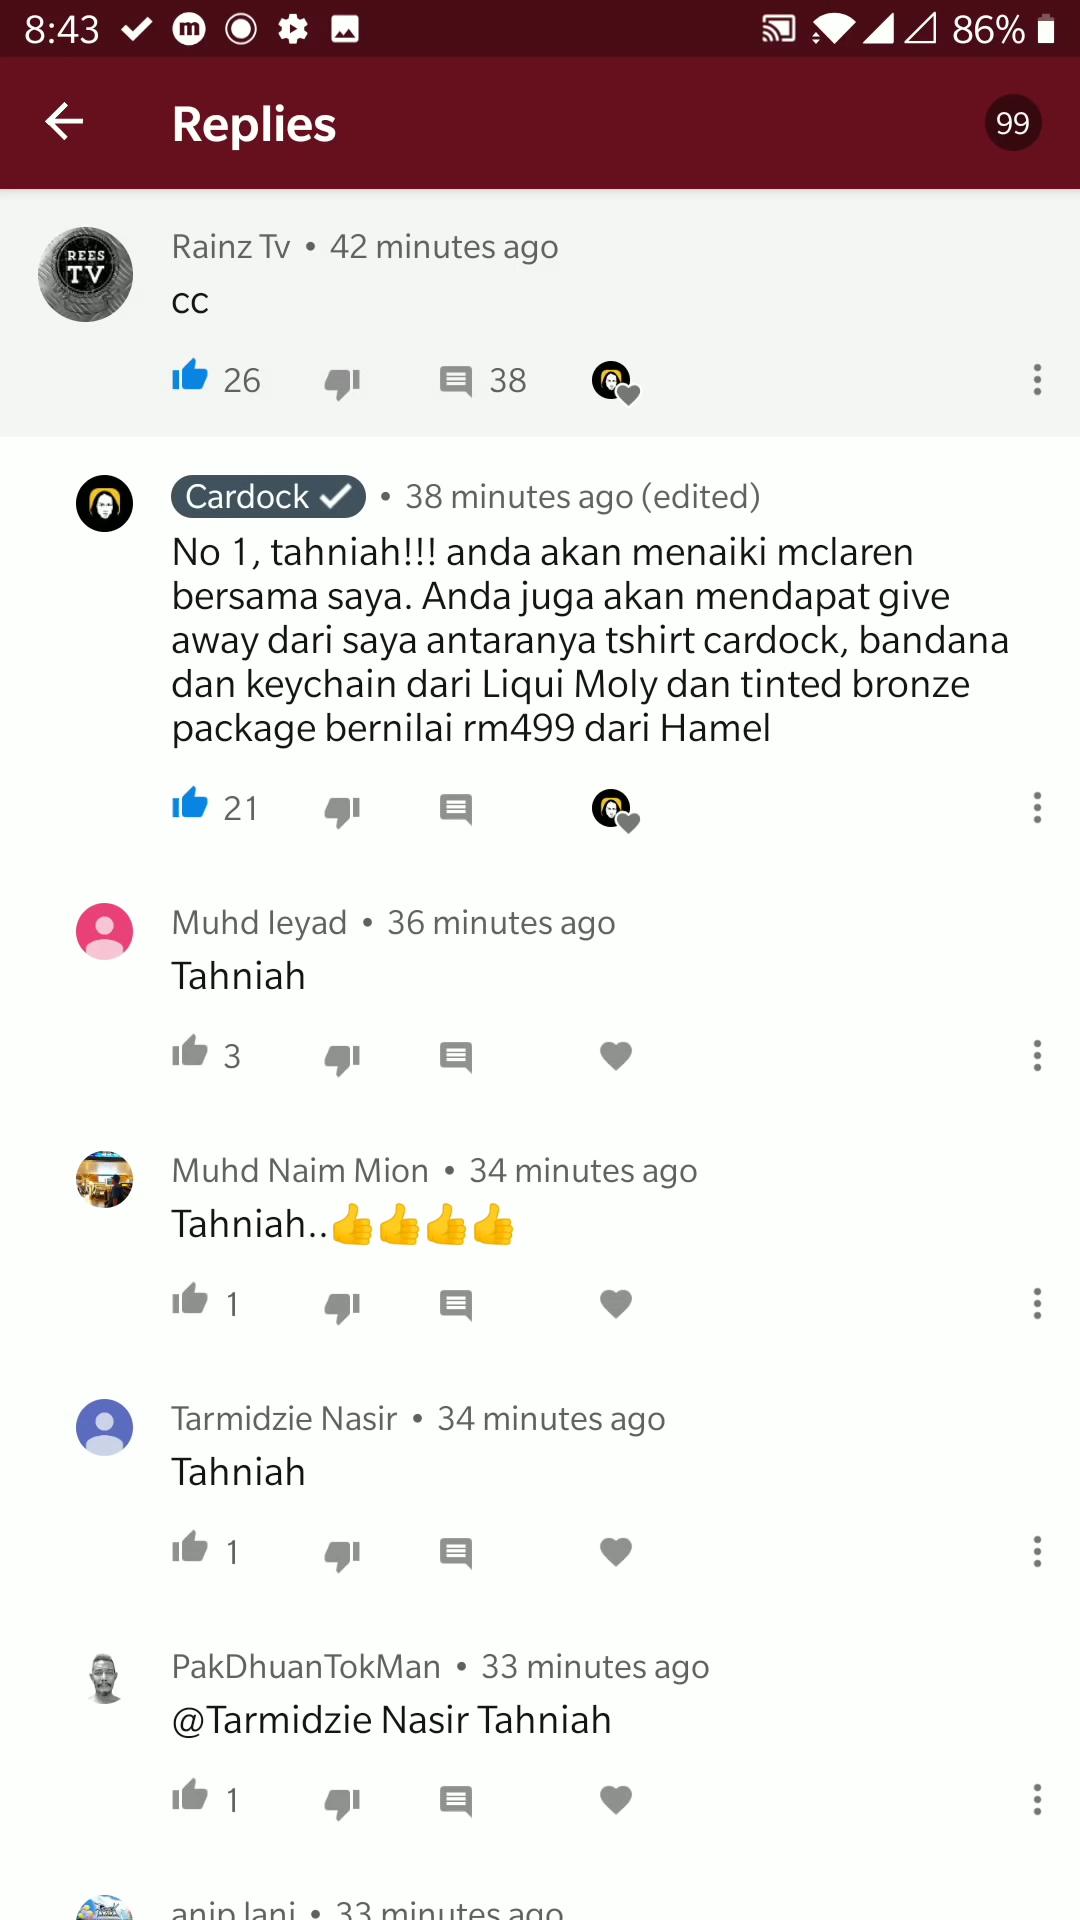 8:43
86%
Replies
99
REES
TV
Rainz Tv • 42 minutes ago
cc
26
38
Cardock • 38 minutes ago (edited)
No 1, tahniah!!! anda akan menaiki mclaren
bersama saya. Anda juga akan mendapat give
away dari saya antaranya tshirt cardock, bandana
dan keychain dari Liqui Moly dan tinted bronze
package bernilai rm499 dari Hamel
21
Muhd Ieyad • 36 minutes ago
Tahniah
3
Muhd Naim Mion • 34 minutes ago
Tahniah..👍👍👍👍
1
Tarmidzie Nasir • 34 minutes ago
Tahniah
1
PakDhuanTokMan • 33 minutes ago
@Tarmidzie Nasir Tahniah
1
anip lani • 33 minutes ago